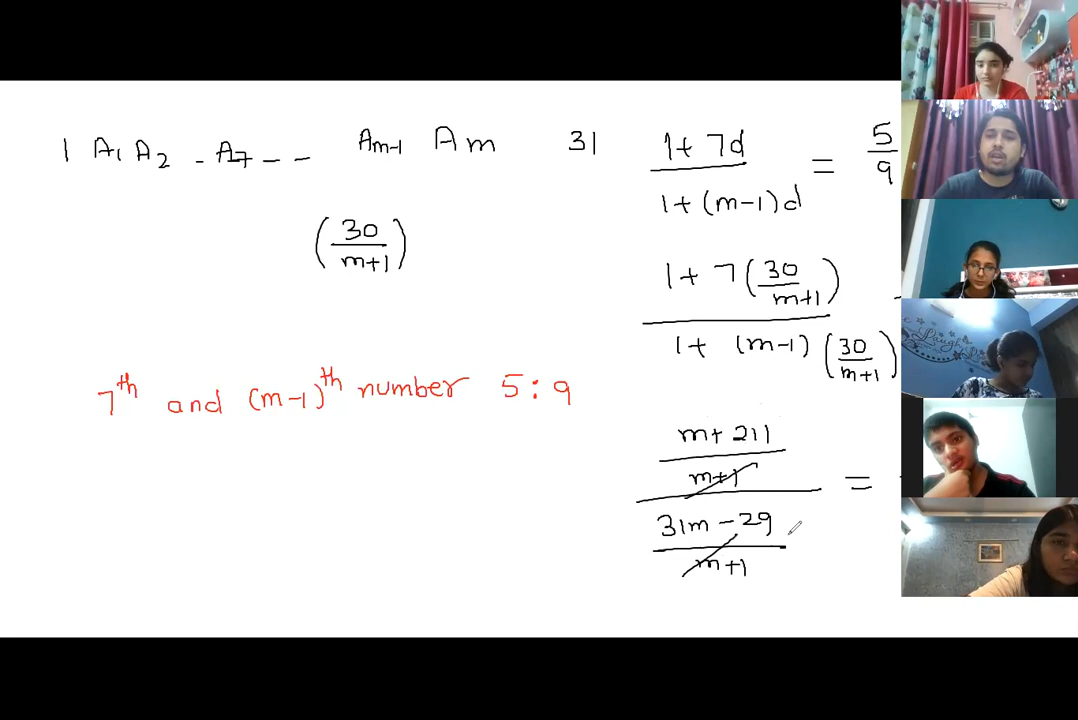 1 A₁ A₂ - A₇ - - Aₘ₋₁ Aₘ 31
(30/(m+1))
7th and (m-1)th number 5 : 9
(1 + 7d)/(1 + (m-1)d) = 5/9
1 + 7(30/(m+1))
1 + (m-1)(30/(m+1))
m + 211
m+1
=
31m - 29
m+1